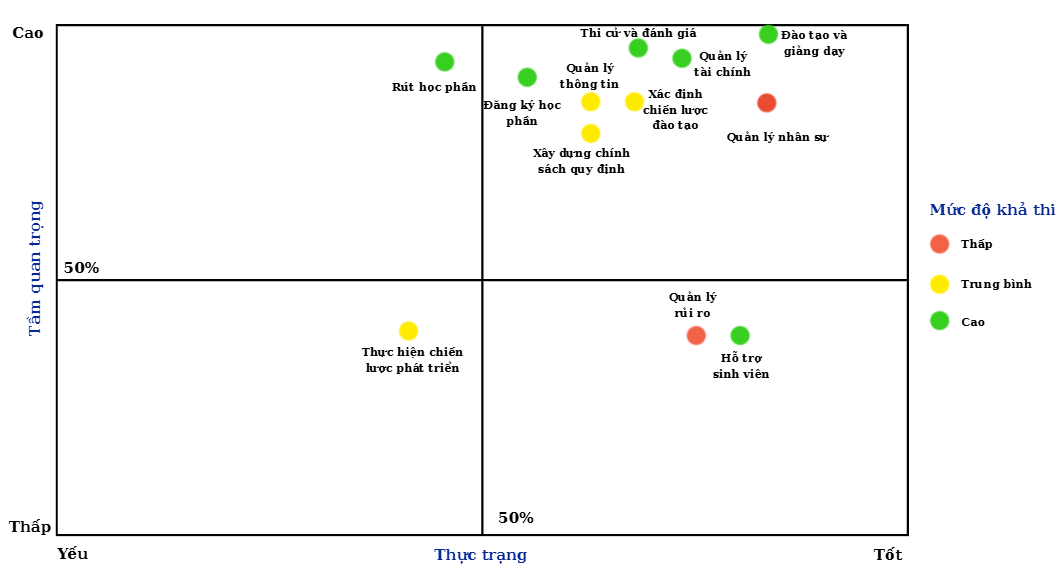 Cao
Thi cử và đánh giá
Đào tạo và
giảng dạy
Quản lý
tài chính
Quản lý
thông tin
Rút học phần
Đăng ký học
phần
Xác định
chiến lược
đào tạo
Quản lý nhân sự
Xây dựng chính
sách quy định
Tầm quan trọng
50%
Quản lý
rủi ro
Thực hiện chiến
lược phát triển
Hỗ trợ
sinh viên
50%
Thấp
Yếu
Thực trạng
Tốt
Mức độ khả thi
Thấp
Trung bình
Cao